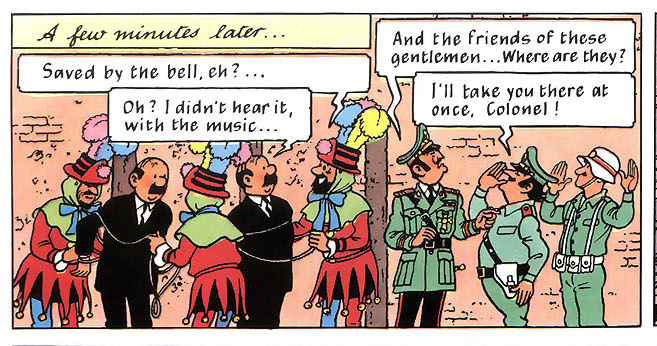 A few minutes later...
Saved by the bell, eh?...
Oh? I didn't hear it,
with the music...
And the friends of these
gentlemen...Where are they?
I'll take you there at
once, Colonel!